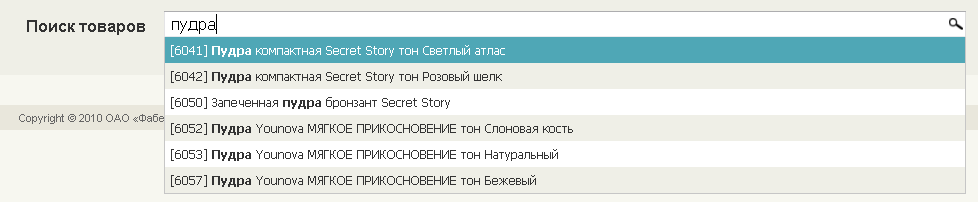 Поиск товаров
пудра
[6041] Пудра компактная Secret Story тон Светлый атлас
[6042] Пудра компактная Secret Story тон Розовый шелк
[6050] Запеченная пудра бронзант Secret Story
Copyright © 2010 ОАО «Фабе
[6052] Пудра Younova МЯГКОЕ ПРИКОСНОВЕНИЕ тон Слоновая кость
[6053] Пудра Younova МЯГКОЕ ПРИКОСНОВЕНИЕ тон Натуральный
[6057] Пудра Younova МЯГКОЕ ПРИКОСНОВЕНИЕ тон Бежевый